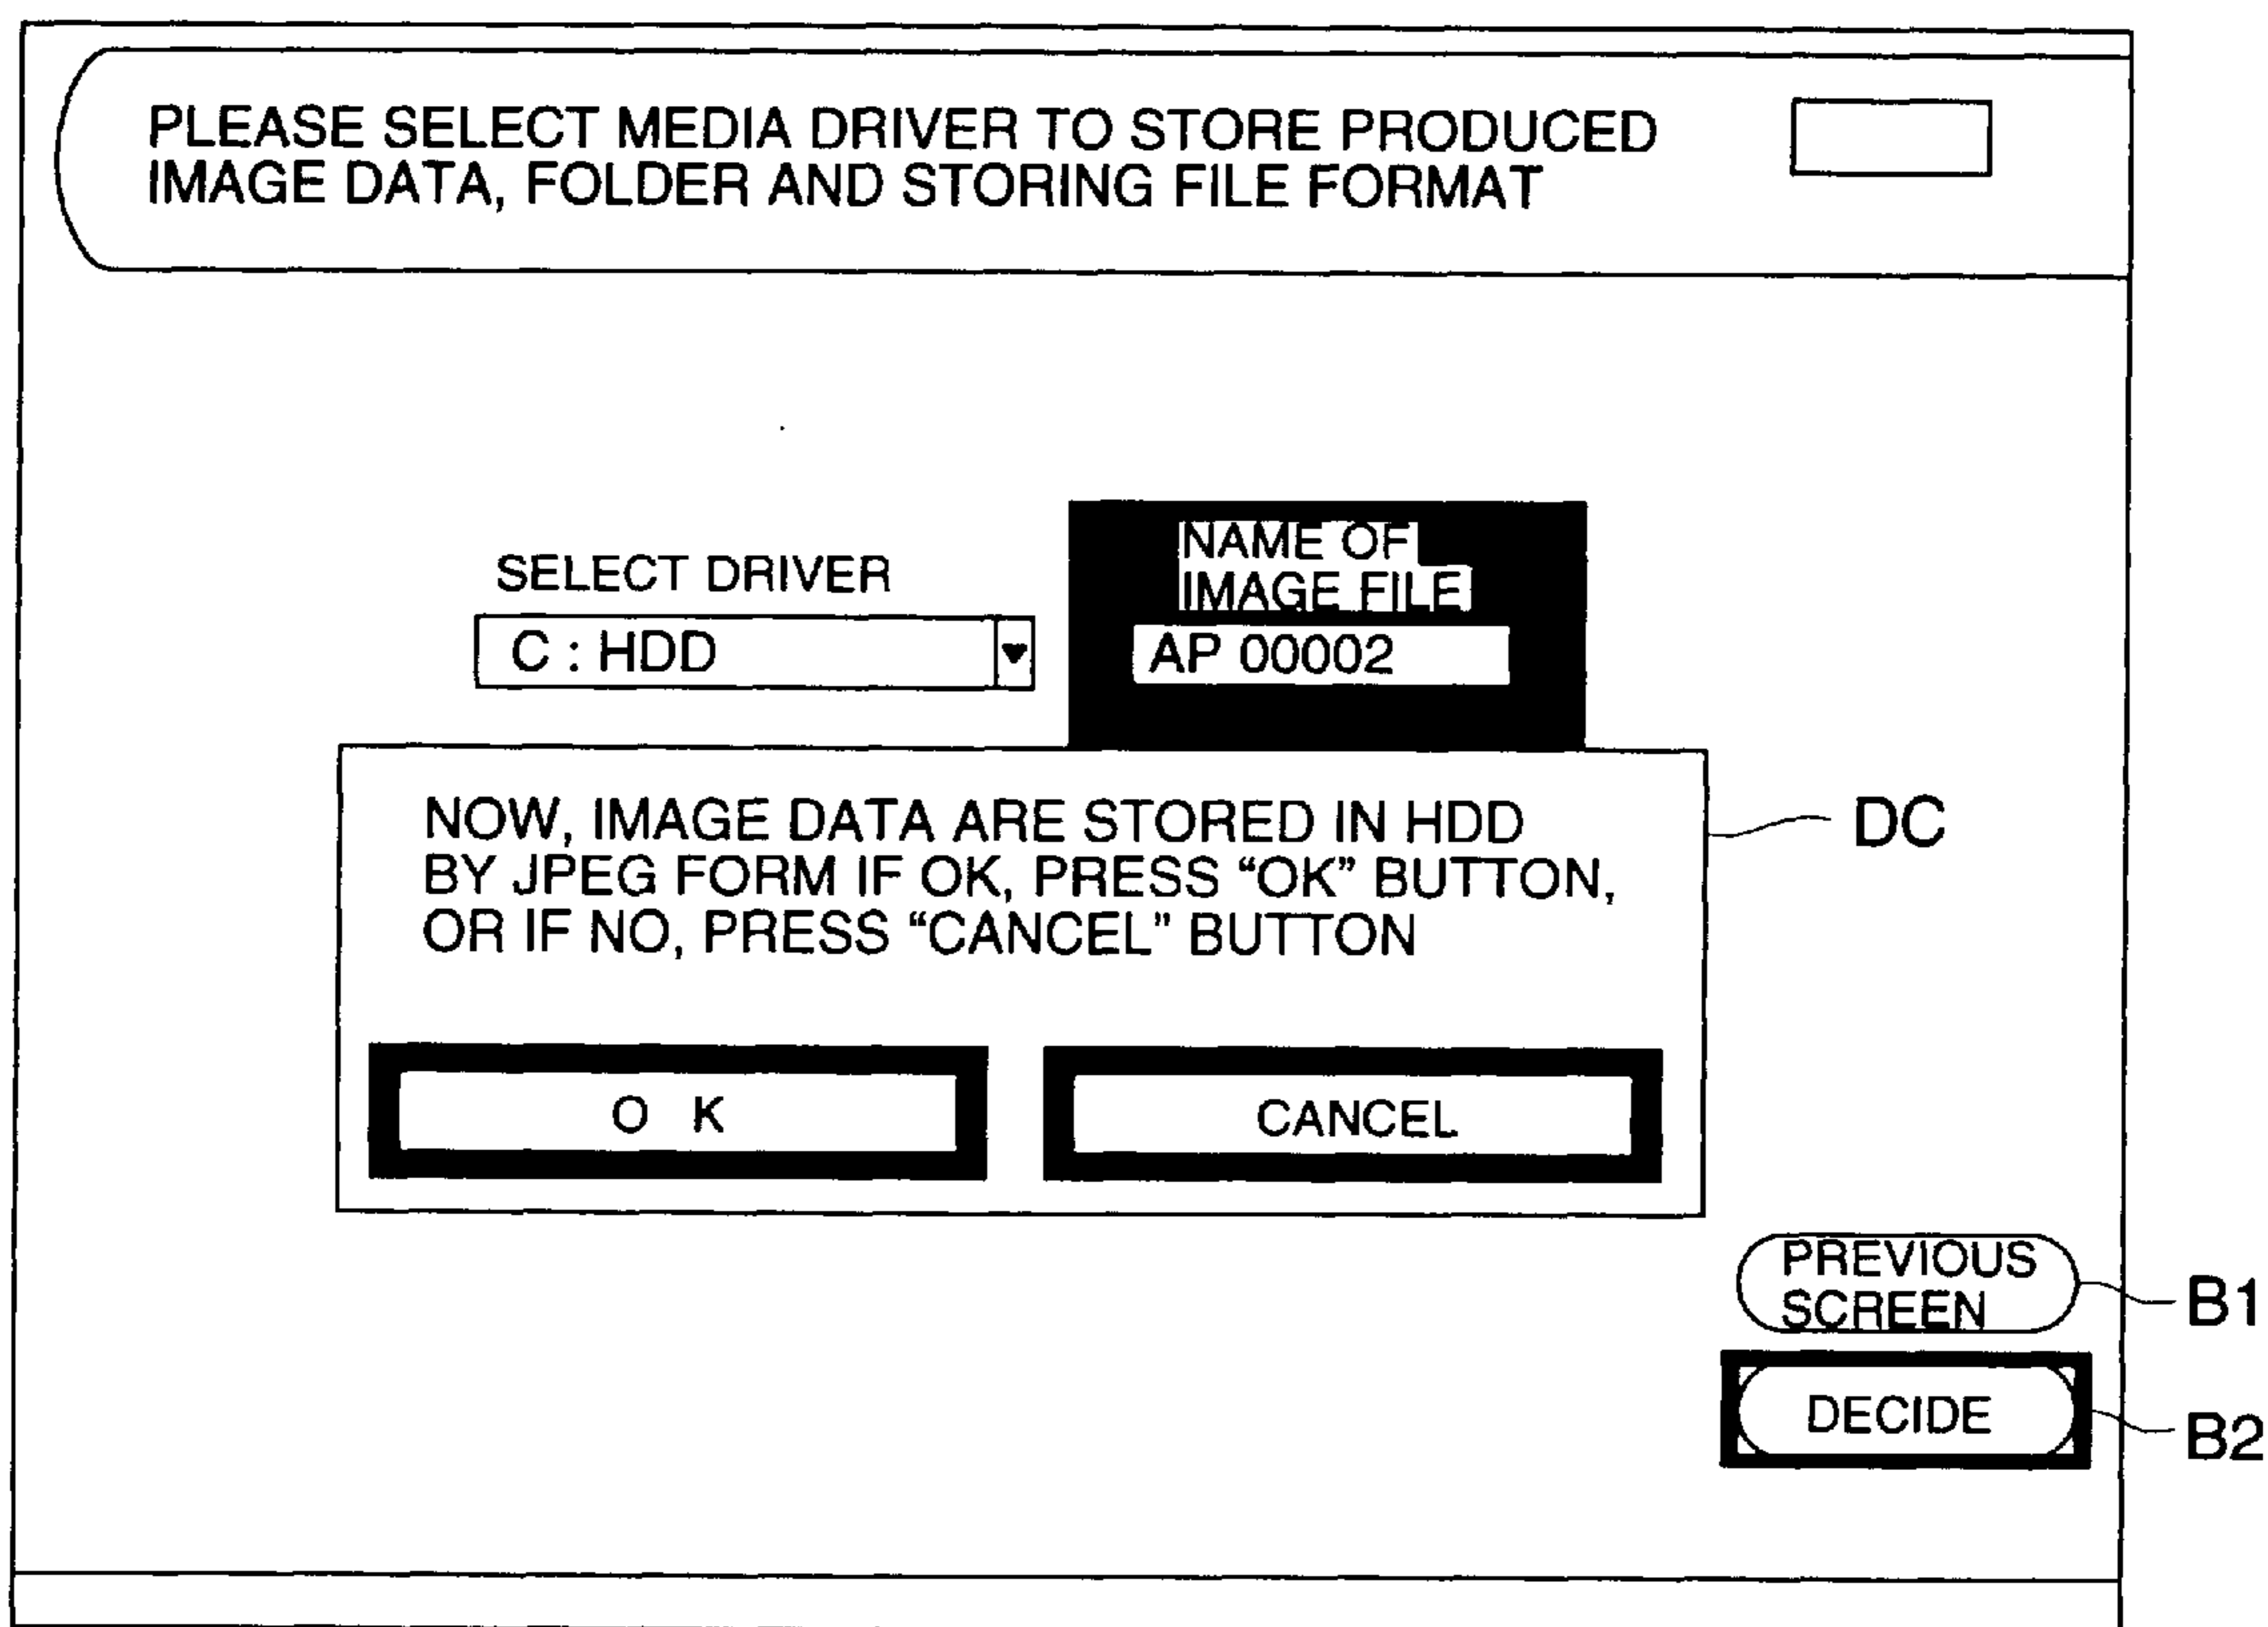 PLEASE SELECT MEDIA DRIVER TO STORE PRODUCED
IMAGE DATA, FOLDER AND STORING FILE FORMAT
SELECT DRIVER
C : HDD
NAME OF
IMAGE FILE
AP 00002
NOW, IMAGE DATA ARE STORED IN HDD
BY JPEG FORM IF OK, PRESS “OK” BUTTON,
OR IF NO, PRESS “CANCEL” BUTTON
DC
O K
CANCEL
PREVIOUS
SCREEN
B1
DECIDE
B2